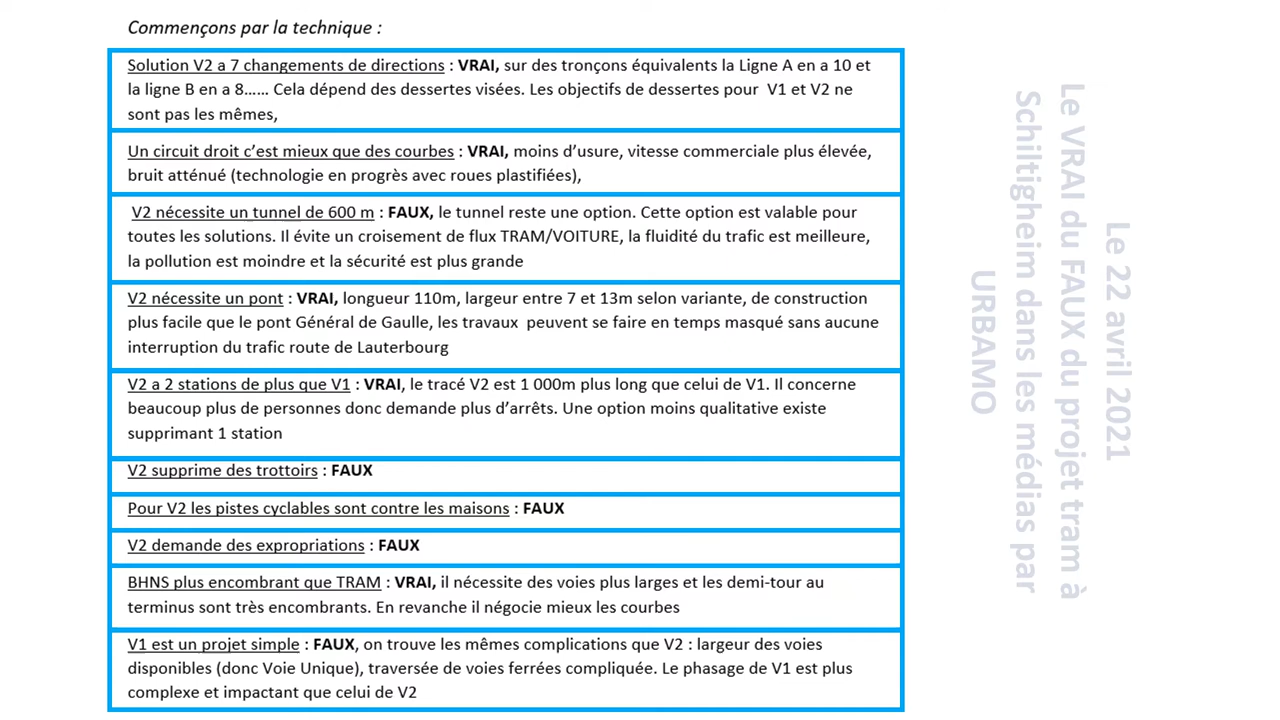 Commençons par la technique :
Solution V2 a 7 changements de directions : VRAI, sur des tronçons équivalents la Ligne A en a 10 et
la ligne B en a 8…… Cela dépend des dessertes visées. Les objectifs de dessertes pour V1 et V2 ne
sont pas les mêmes,
Un circuit droit c’est mieux que des courbes : VRAI, moins d’usure, vitesse commerciale plus élevée,
bruit atténué (technologie en progrès avec roues plastifiées),
V2 nécessite un tunnel de 600 m : FAUX, le tunnel reste une option. Cette option est valable pour
toutes les solutions. Il évite un croisement de flux TRAM/VOITURE, la fluidité du trafic est meilleure,
la pollution est moindre et la sécurité est plus grande
V2 nécessite un pont : VRAI, longueur 110m, largeur entre 7 et 13m selon variante, de construction
plus facile que le pont Général de Gaulle, les travaux peuvent se faire en temps masqué sans aucune
interruption du trafic route de Lauterbourg
V2 a 2 stations de plus que V1 : VRAI, le tracé V2 est 1 000m plus long que celui de V1. Il concerne
beaucoup plus de personnes donc demande plus d’arrêts. Une option moins qualitative existe
supprimant 1 station
V2 supprime des trottoirs : FAUX
Pour V2 les pistes cyclables sont contre les maisons : FAUX
V2 demande des expropriations : FAUX
BHNS plus encombrant que TRAM : VRAI, il nécessite des voies plus larges et les demi-tour au
terminus sont très encombrants. En revanche il négocie mieux les courbes
V1 est un projet simple : FAUX, on trouve les mêmes complications que V2 : largeur des voies
disponibles (donc Voie Unique), traversée de voies ferrées compliquée. Le phasage de V1 est plus
complexe et impactant que celui de V2
Le 22 avril 2021
Le VRAI du FAUX du projet tram à
Schiltigheim dans les médias par
URBAMO